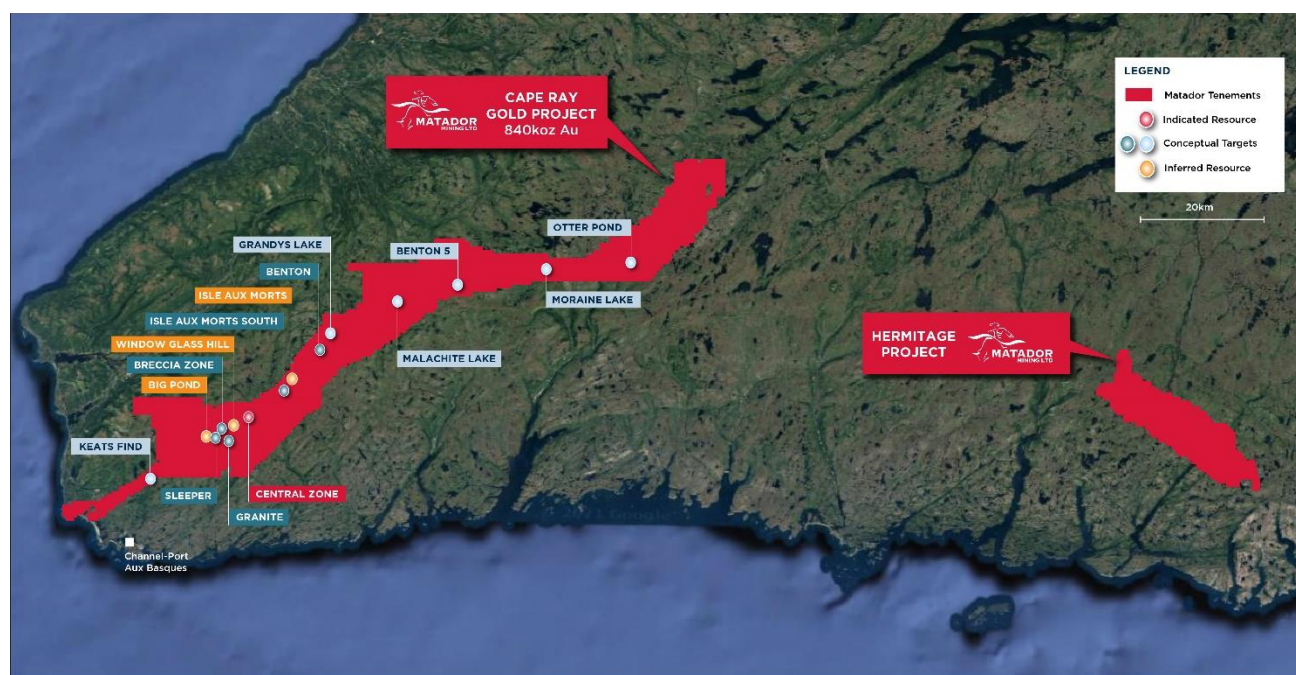 MATADOR
MINING LTD
CAPE RAY
GOLD PROJECT
840koz Au
LEGEND
Matador Tenements
Indicated Resource
Conceptual Targets
Inferred Resource
20km
OTTER POND
GRANDYS LAKE
BENTON 5
BENTON
ISLE AUX MORTS
MORAINE LAKE
ISLE AUX MORTS SOUTH
HERMITAGE
PROJECT
MATADOR
MINING LTD
WINDOW GLASS HILL
MALACHITE LAKE
BRECCIA ZONE
BIG POND
KEATS FIND
SLEEPER
CENTRAL ZONE
GRANITE
Channel-Port
Aux Basques